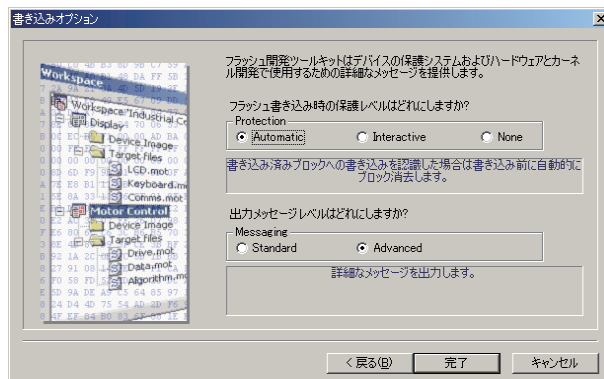 書き込みオプション
フラッシュ開発ツールキットはデバイスの保護システムおよびハードウェアとカーネ
ル開発で使用するための詳細なメッセージを提供します。
フラッシュ書き込み時の保護レベルはどれにしますか?
Protection
Automatic
Interactive
None
書き込み済みブロックへの書き込みを認識した場合は書き込み前に自動的に
ブロック消去します。
出力メッセージレベルはどれにしますか?
Messaging
Standard
Advanced
詳細なメッセージを出力します。
Workspace
Workspace "Industrial Co
Display
Device Image
Target files
LCD.mot
Keyboard.m
Comms.mot
Motor Control
Device Image
Target Files
Drive.mot
Data.mot
Algorithm.m
< 戻る(B)
完了
キャンセル